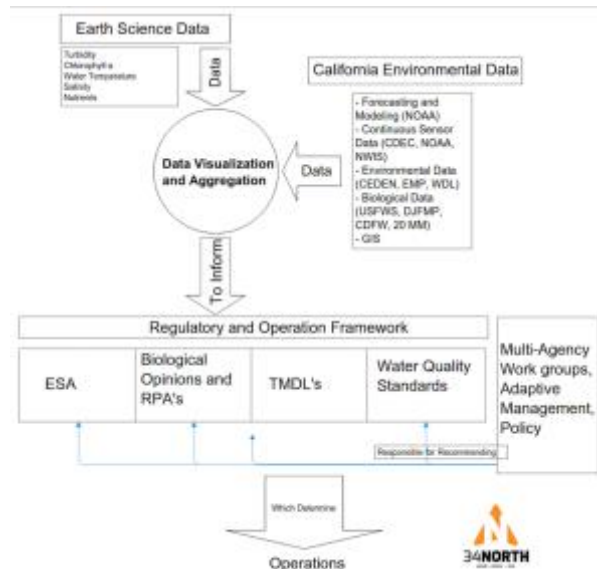 Earth Science Data
Turbidity
Chlorophyll a
Water Temperature
Salinity
Nutrients
Data
California Environmental Data
- Forecasting and
Modeling (NOAA)
- Continuous Sensor
Data (CDEC, NOAA,
NWIS)
- Environmental Data
(CEDEN, EMP, WDL)
- Biological Data
(USFWS, DJFMP,
CDFW, 20 MM)
- GIS
Data
Data Visualization
and Aggregation
To Inform
Regulatory and Operation Framework
ESA
Biological
Opinions and
RPA's
TMDL's
Water Quality
Standards
Multi-Agency
Work groups,
Adaptive
Management,
Policy
Responsible for Recommending
Which Determine
Operations
34NORTH